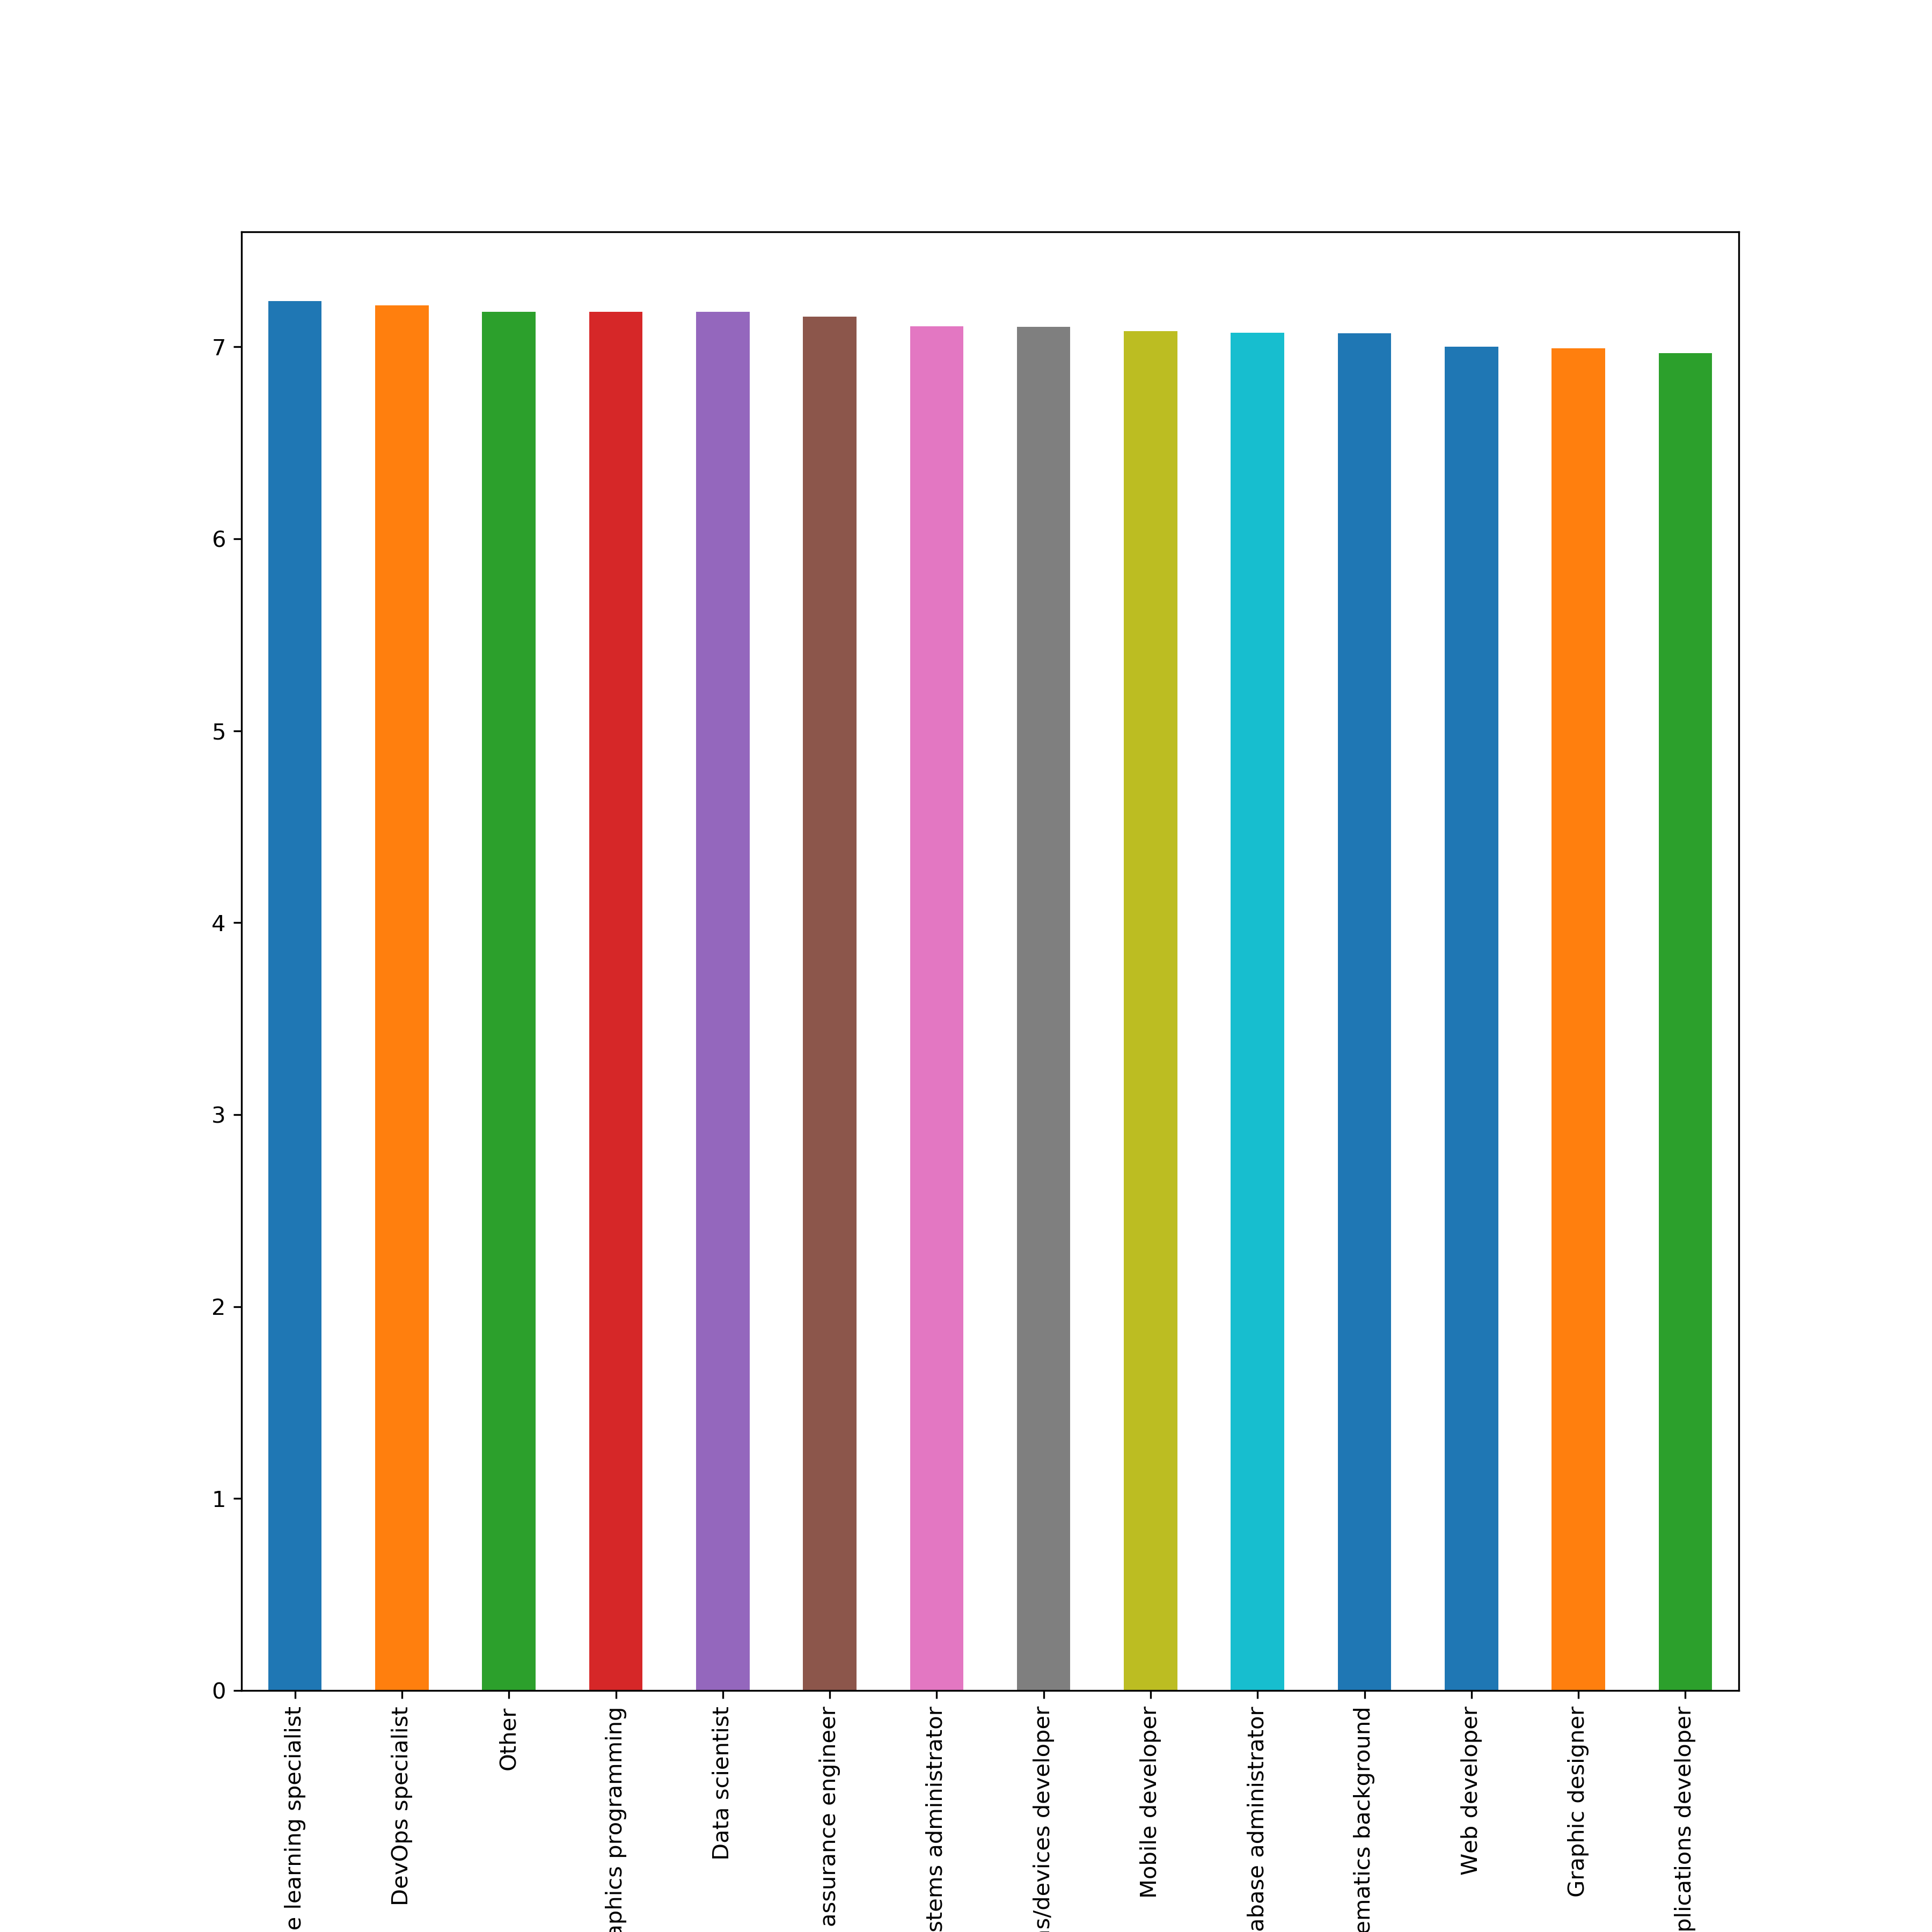 7
6
5
4
3
2
1
0
e learning specialist
DevOps specialist
Other
aphics programming
Data scientist
assurance engineer
stems administrator
ns/devices developer
Mobile developer
abase administrator
ematics background
Web developer
Graphic designer
plications developer